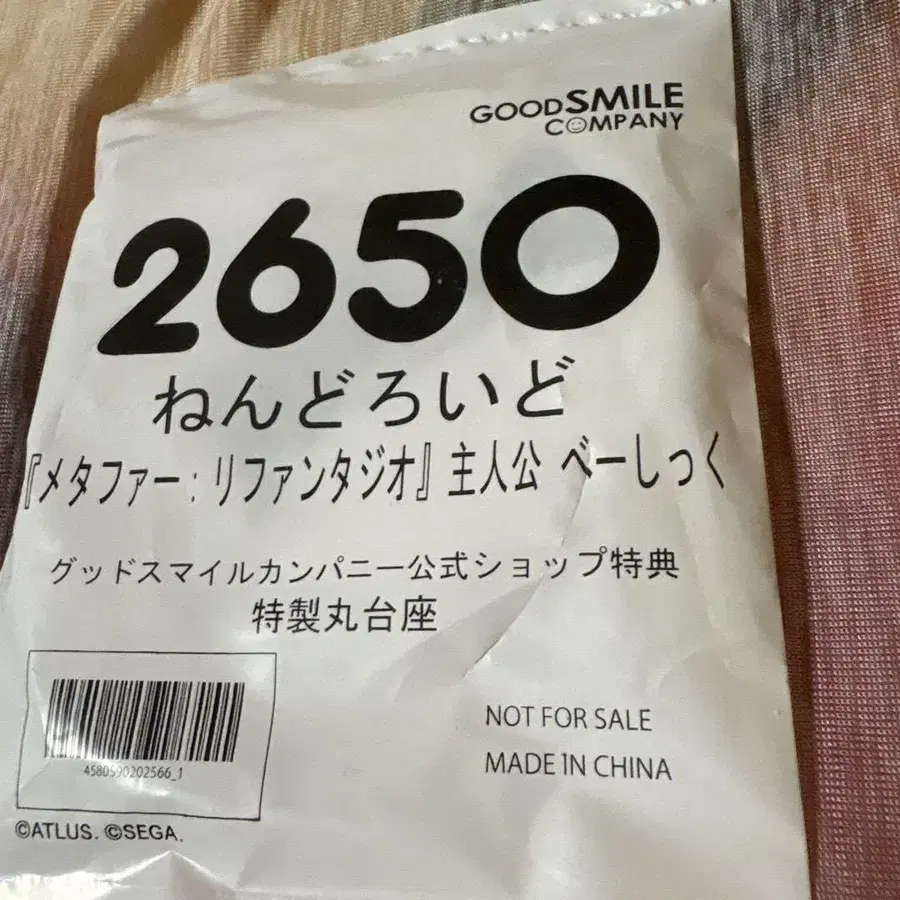 GOODSMILE
COMPANY
2650
ねんどろいど
『メタファー：リファンタジオ』主人公 べーしっく
グッドスマイルカンパニー公式ショップ特典
特製丸台座
4580590202566_1
NOT FOR SALE
MADE IN CHINA
©ATLUS. ©SEGA.